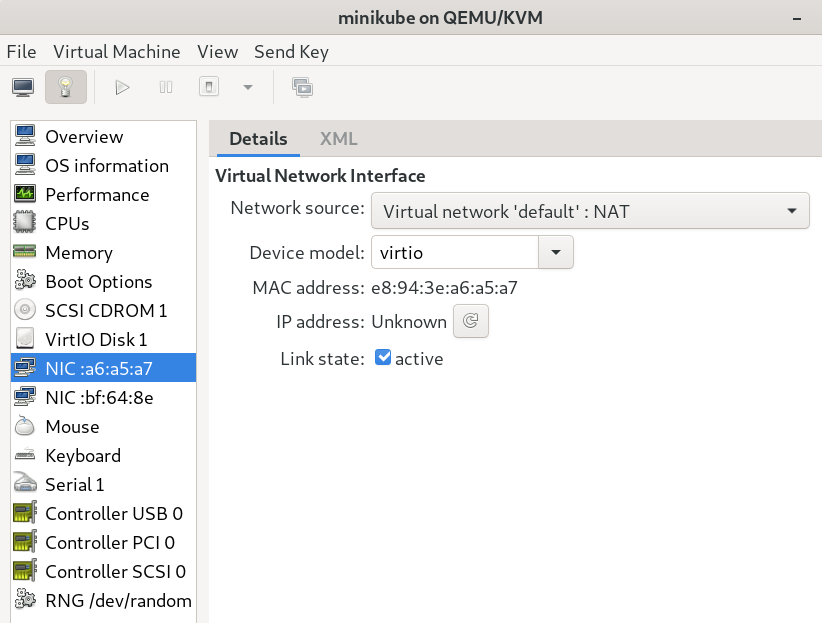 minikube on QEMU/KVM
File Virtual Machine View Send Key
Overview
OS information
Performance
CPUs
Memory
Boot Options
SCSI CDROM 1
VirtIO Disk 1
NIC :a6:a5:a7
NIC :bf:64:8e
Mouse
Keyboard
Serial 1
Controller USB 0
Controller PCI 0
Controller SCSI 0
RNG /dev/random
Details XML
Virtual Network Interface
Network source: Virtual network 'default' : NAT
Device model: virtio
MAC address: e8:94:3e:a6:a5:a7
IP address: Unknown
Link state: active